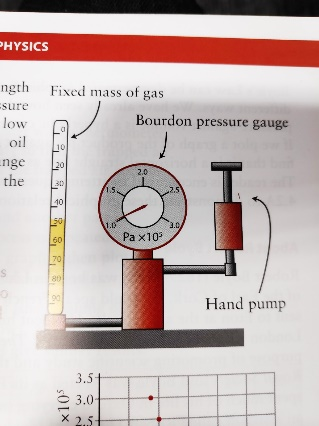 PHYSICS
ngth
ssure
low
oil
nge
the
Fixed mass of gas
Bourdon pressure gauge
0
10
20
30
40
50
60
70
80
90
1.0
1.5
2.0
2.5
3.0
Pa ×10⁵
Hand pump
3.5
3.0
2.5
×10⁵